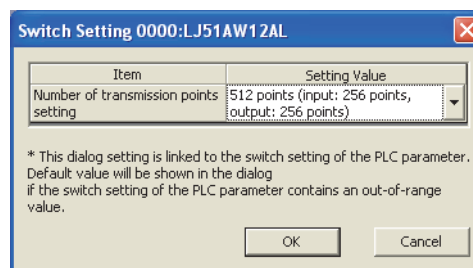 Switch Setting 0000:LJ51AW12AL
Item Setting Value
Number of transmission points 512 points (input: 256 points,
setting output: 256 points)
* This dialog setting is linked to the switch setting of the PLC parameter.
Default value will be shown in the dialog
if the switch setting of the PLC parameter contains an out-of-range
value.
OK Cancel